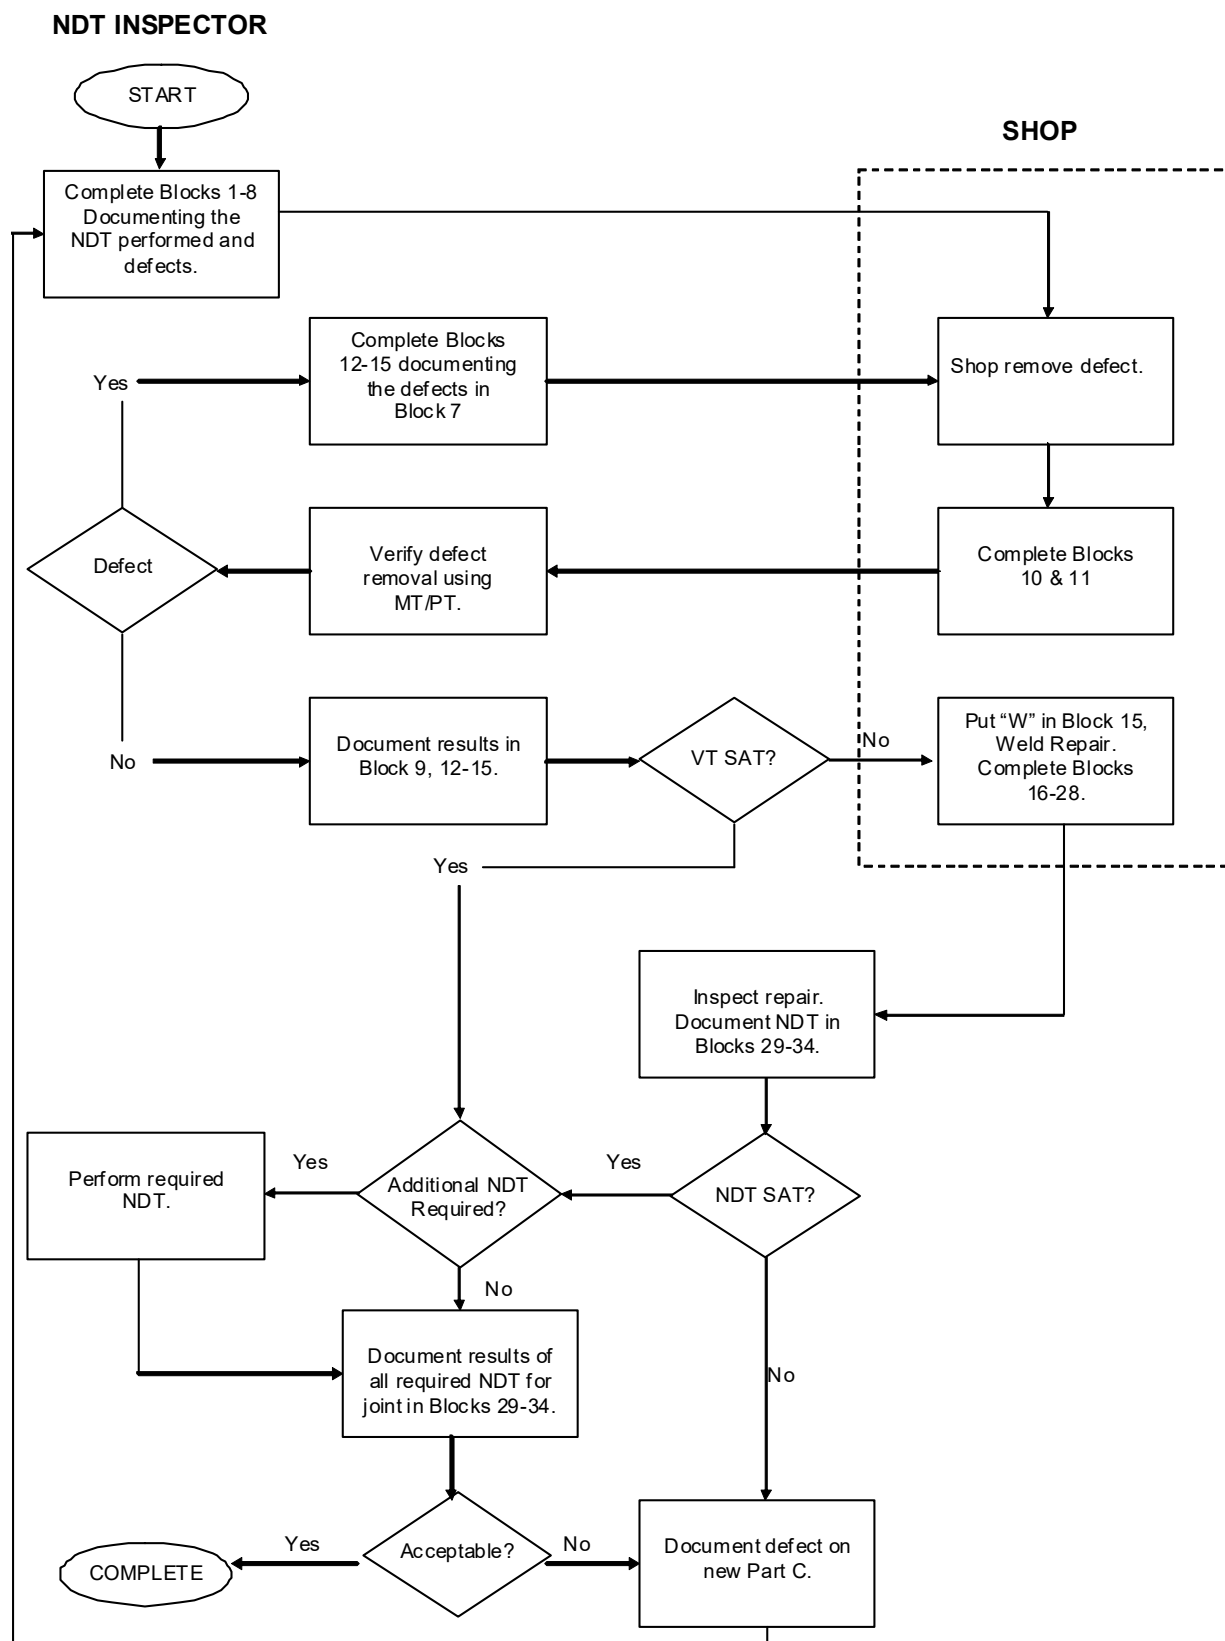 NDT INSPECTOR
START
SHOP
Complete Blocks 1-8
Documenting the
NDT performed and
defects.
Complete Blocks
12-15 documenting
the defects in
Block 7
Shop remove defect.
Yes
Defect
Verify defect
removal using
MT/PT.
Complete Blocks
10 & 11
No
Document results in
Block 9, 12-15.
VT SAT?
No
Put “W” in Block 15,
Weld Repair.
Complete Blocks
16-28.
Yes
Inspect repair.
Document NDT in
Blocks 29-34.
Perform required
NDT.
Yes
Additional NDT
Required?
Yes
NDT SAT?
No
Document results of
all required NDT for
joint in Blocks 29-34.
No
COMPLETE
Yes
Acceptable?
No
Document defect on
new Part C.